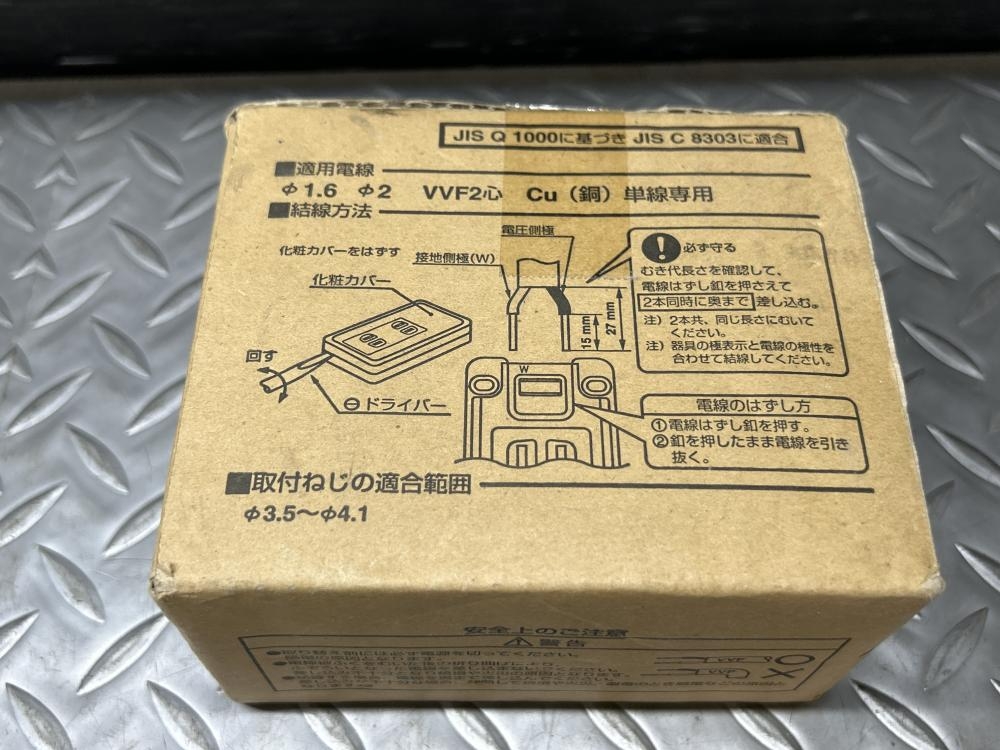 JIS Q 1000に基づき JIS C 8303に適合
■適用電線
φ1.6 φ2 VVF2心 Cu（銅）単線専用
■結線方法
化粧カバーをはずす
化粧カバー
回す
⊖ドライバー
電圧側極
接地側極(W)
15mm
27mm
W
必ず守る
むき代長さを確認して、
電線はずし釦を押さえて
2本同時に奥まで 差し込む。
注）2本共、同じ長さにむいて
ください。
注）器具の極表示と電線の極性を
合わせて結線してください。
電線のはずし方
①電線はずし釦を押す。
②釦を押したまま電線を引き
抜く。
■取付ねじの適合範囲
φ3.5〜φ4.1
安全上のご注意
警告